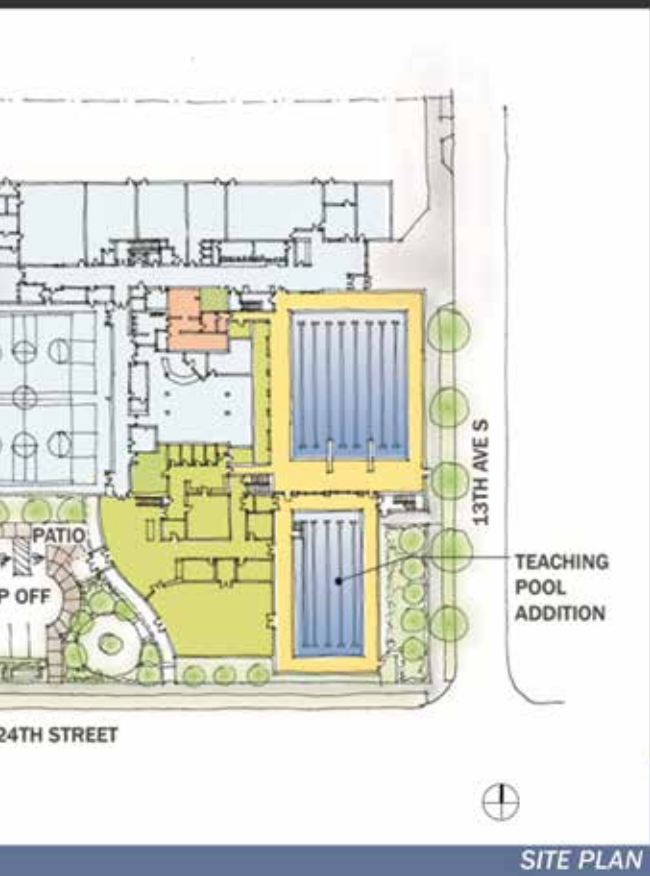 13TH AVE S
PATIO
P OFF
TEACHING
POOL
ADDITION
24TH STREET
SITE PLAN